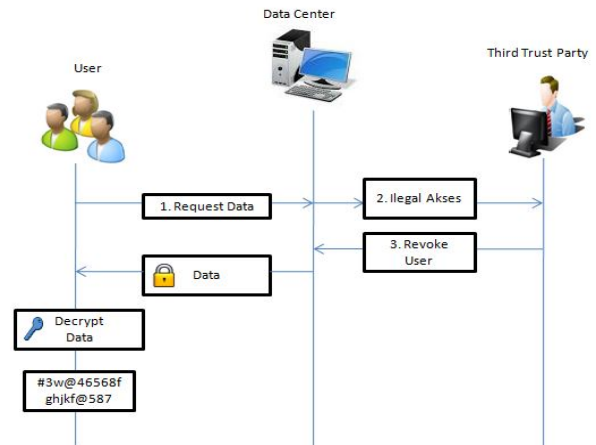 Data Center
Third Trust Party
User
1. Request Data
2. Ilegal Akses
3. Revoke
User
Data
Decrypt
Data
#3w@46568f
ghjkf@587